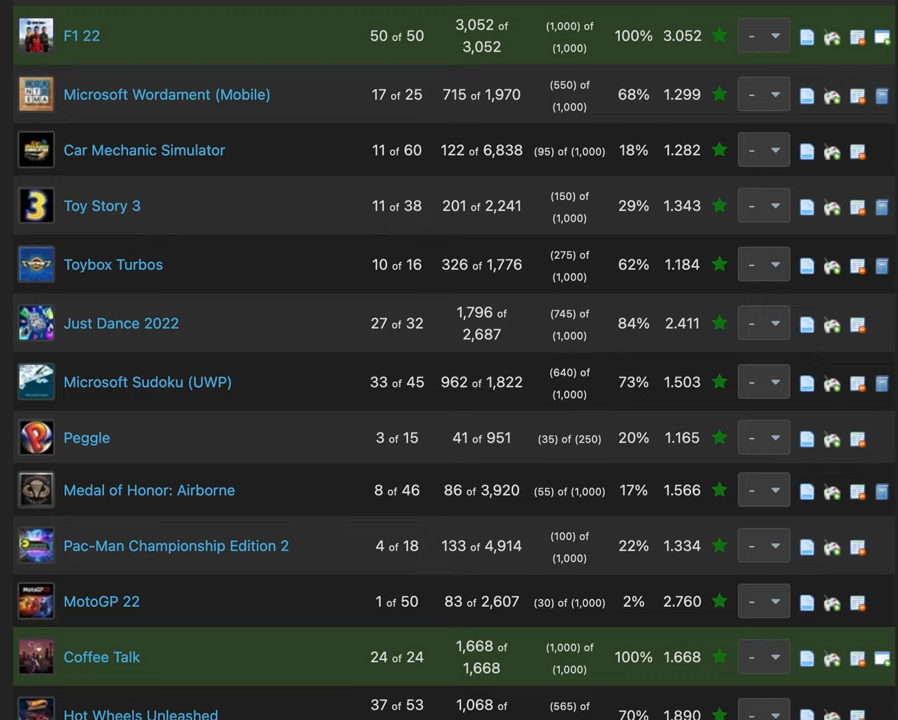 F1 22 50 of 50 3,052 of 3,052 (1,000) of (1,000) 100% 3.052 -
Microsoft Wordament (Mobile) 17 of 25 715 of 1,970 (550) of (1,000) 68% 1.299 -
Car Mechanic Simulator 11 of 60 122 of 6,838 (95) of (1,000) 18% 1.282 -
Toy Story 3 11 of 38 201 of 2,241 (150) of (1,000) 29% 1.343 -
Toybox Turbos 10 of 16 326 of 1,776 (275) of (1,000) 62% 1.184 -
Just Dance 2022 27 of 32 1,796 of 2,687 (745) of (1,000) 84% 2.411 -
Microsoft Sudoku (UWP) 33 of 45 962 of 1,822 (640) of (1,000) 73% 1.503 -
Peggle 3 of 15 41 of 951 (35) of (250) 20% 1.165 -
Medal of Honor: Airborne 8 of 46 86 of 3,920 (55) of (1,000) 17% 1.566 -
Pac-Man Championship Edition 2 4 of 18 133 of 4,914 (100) of (1,000) 22% 1.334 -
MotoGP 22 1 of 50 83 of 2,607 (30) of (1,000) 2% 2.760 -
Coffee Talk 24 of 24 1,668 of 1,668 (1,000) of (1,000) 100% 1.668 -
Hot Wheels Unleashed 37 of 53 1,068 of (565) of 70% 1.890 -